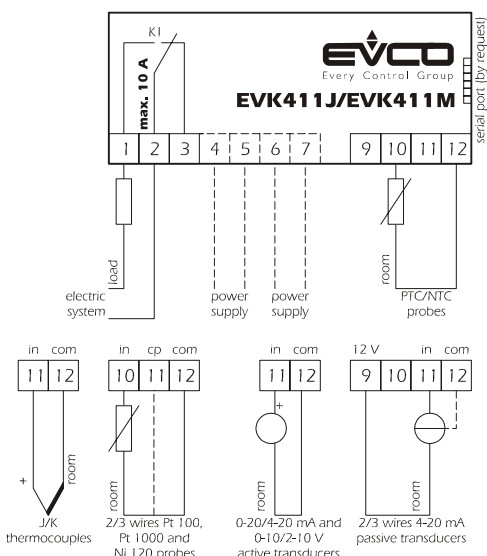 K1
max. 10 A
EVCO
Every Control Group
EVK411J/EVK411M
serial port (by request)
1 2 3 4 5 6 7 9 10 11 12
load
room
electric system
power supply
power supply
PTC/NTC probes
in com
11 12
+
room
J/K thermocouples
in cp com
10 11 12
room
2/3 wires Pt 100,
Pt 1000 and
Ni 120 probes
in com
11 12
+
room
0-20/4-20 mA and
0-10/2-10 V
active transducers
12 V in com
9 10 11 12
room
2/3 wires 4-20 mA
passive transducers